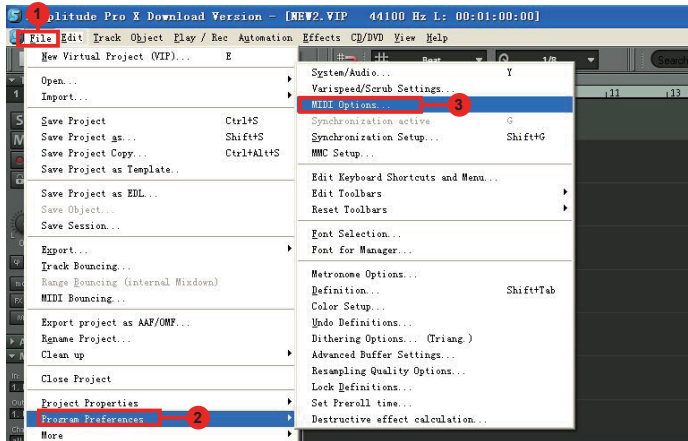 1
plitude Pro X Download Version - [NEW2.VIP 44100 Hz L: 00:01:00:00]
File Edit Track Object Play / Rec Automation Effects CD/DVD View Help
New Virtual Project (VIP)... E
Open...
Import...
Save Project Ctrl+S
Save Project as... Shift+S
Save Project Copy... Ctrl+Alt+S
Save Project as Template..
Save Project as EDL...
Save Object...
Save Session...
Export...
Track Bouncing...
Range Bouncing (internal Mixdown)
MIDI Bouncing...
Export project as AAF/OMF...
Rename Project...
Clean up
Close Project
Project Properties
Program Preferences 2
More
Bear 1/8 Search
System/Audio... Y
Varispeed/Scrub Settings...
MIDI Options... 3
Synchronization active G
Synchronization Setup... Shift+G
MMC Setup...
Edit Keyboard Shortcuts and Menu...
Edit Toolbars
Reset Toolbars
Font Selection...
Font for Manager...
Metronome Options...
Definition... Shift+Tab
Color Setup...
Undo Definitions...
Dithering Options... (Triang.)
Advanced Buffer Settings...
Resampling Quality Options...
Lock Definitions...
Set Preroll time...
Destructive effect calculation...
11 13